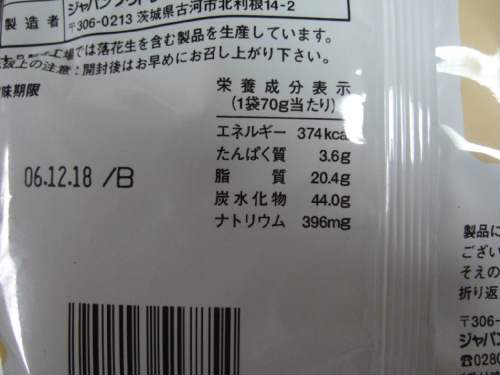 製造者
〒306-0213 茨城県古河市北利根14-2
工場では落花生を含む製品を生産しています。
上の注意：開封後はお早めにお召し上がり下さい。
味期限
06.12.18 /B
栄養成分表示
(1袋70g当たり)
エネルギー 374kcal
たんぱく質 3.6g
脂質 20.4g
炭水化物 44.0g
ナトリウム 396mg
製品に
ござい
そえの
折り返
〒306-
ジャパ
☎0280